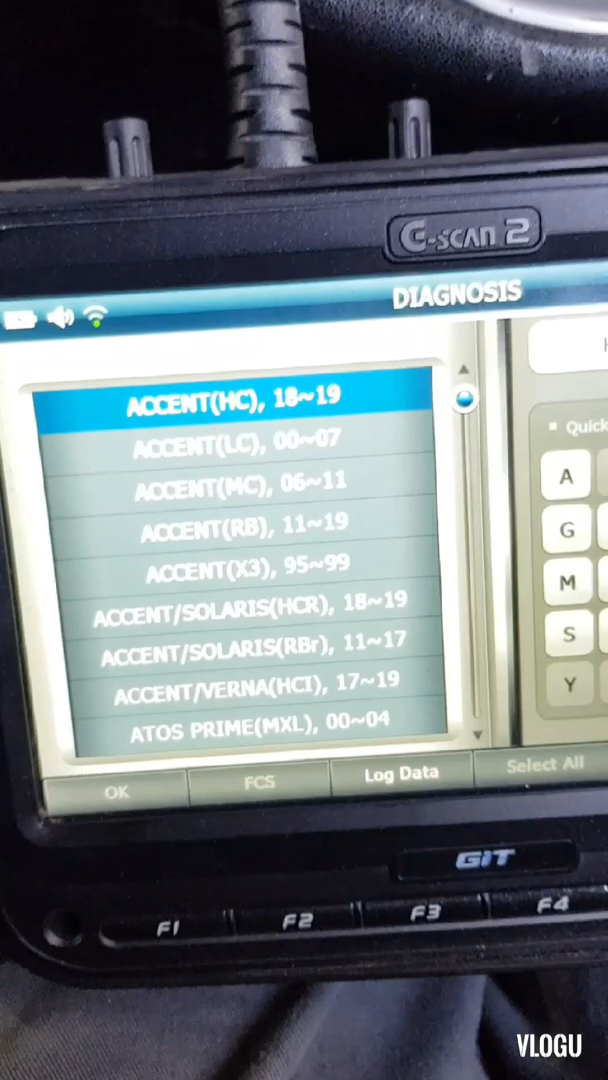 G-scan 2
DIAGNOSIS
ACCENT(HC), 18~19
ACCENT(LC), 00~07
ACCENT(MC), 06~11
ACCENT(RB), 11~19
ACCENT(X3), 95~99
ACCENT/SOLARIS(HCR), 18~19
ACCENT/SOLARIS(RBr), 11~17
ACCENT/VERNA(HCI), 17~19
ATOS PRIME(MXL), 00~04
Quick
A
G
M
S
Y
OK
FCS
Log Data
Select All
GIT
F1
F2
F3
F4
VLOGU